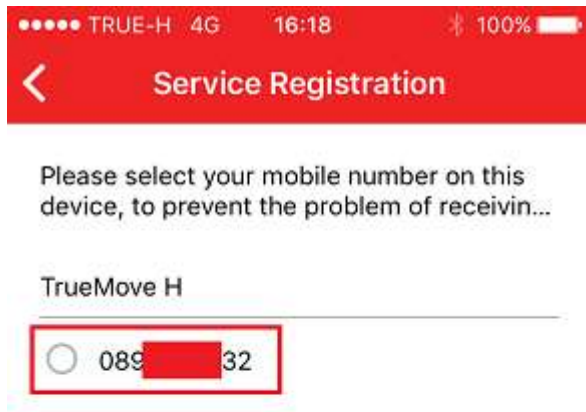 TRUE-H 4G 16:18 100%
Service Registration
Please select your mobile number on this
device, to prevent the problem of receivin...
TrueMove H
089 32